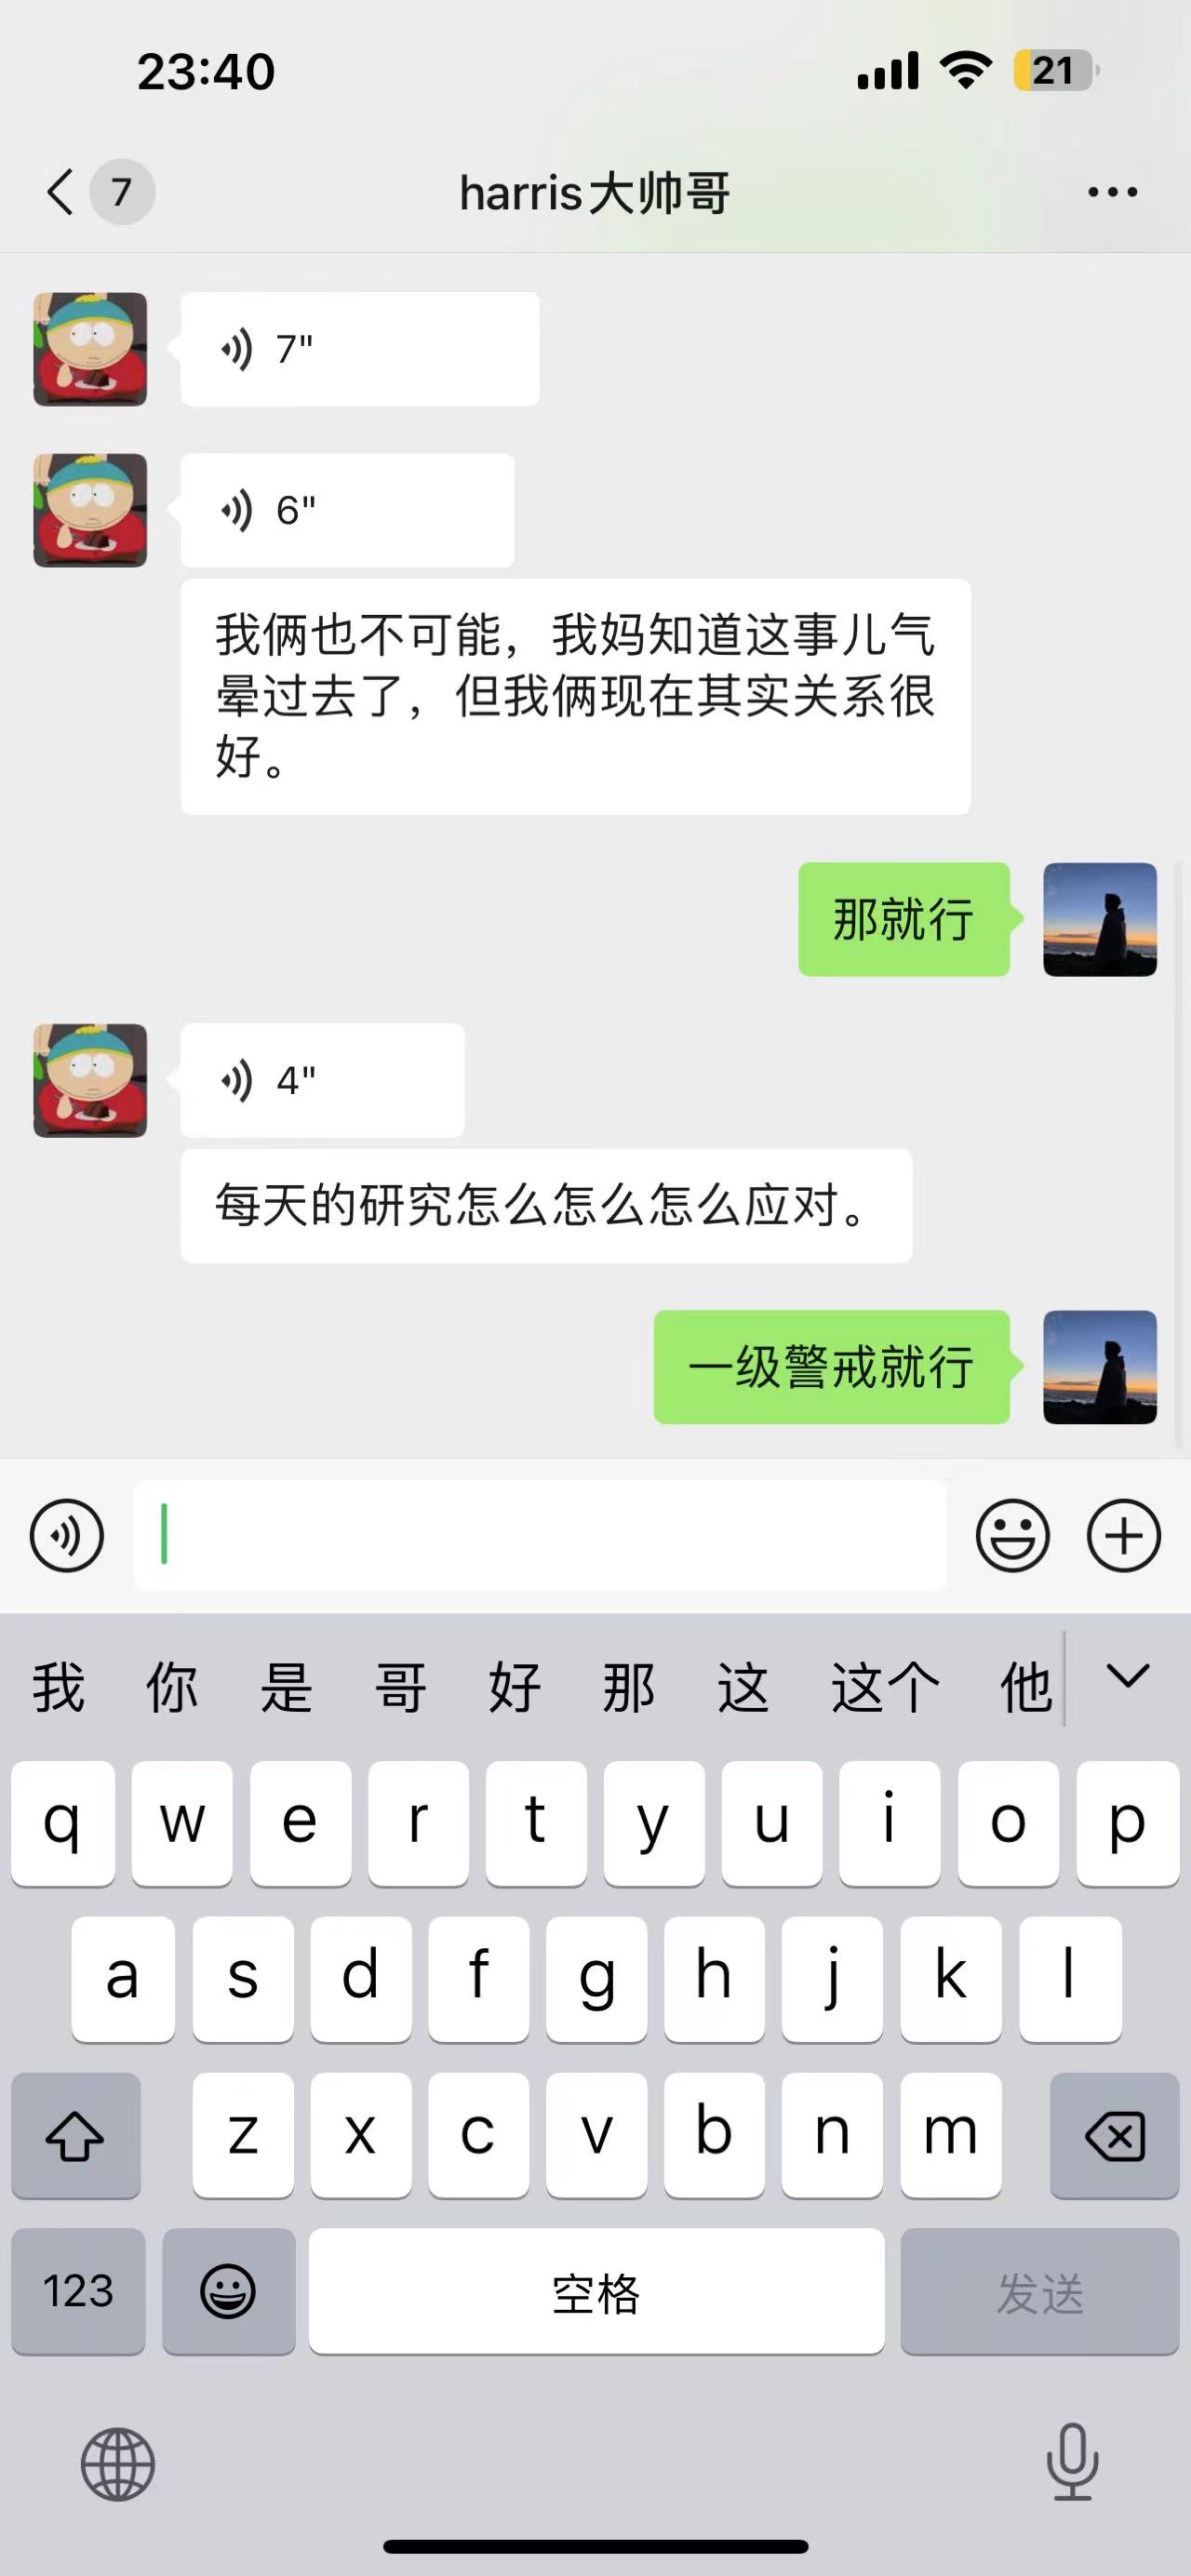 23:40
21
7
harris大帅哥
7"
6"
我俩也不可能，我妈知道这事儿气
晕过去了，但我俩现在其实关系很
好。
那就行
4"
每天的研究怎么怎么怎么应对。
一级警戒就行
我 你 是 哥 好 那 这 这个 他
q w e r t y u i o p
a s d f g h j k l
z x c v b n m
123 空格 发送